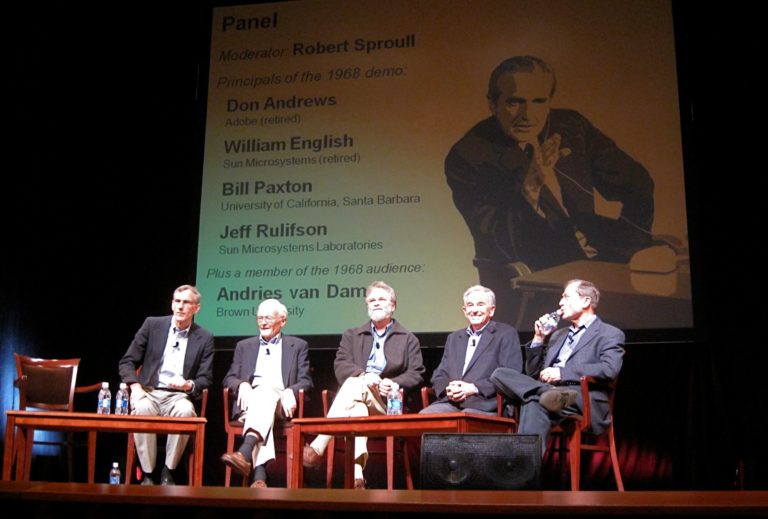 Panel
Moderator: Robert Sproull
Principals of the 1968 demo:
Don Andrews
Adobe (retired)
William English
Sun Microsystems (retired)
Bill Paxton
University of California, Santa Barbara
Jeff Rulifson
Sun Microsystems Laboratories
Plus a member of the 1968 audience:
Andries van Dam
Brown University